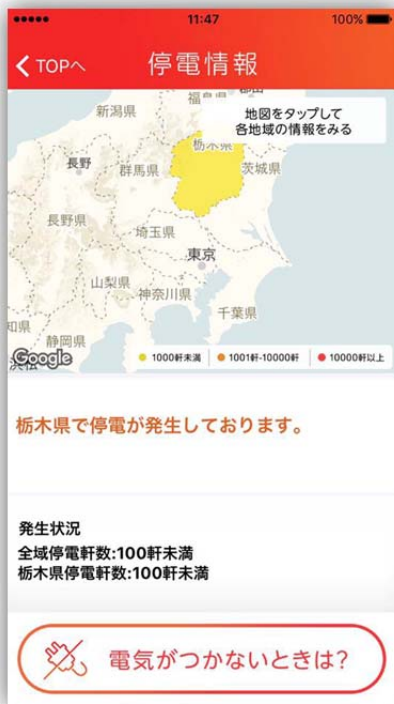 11:47
100%
TOPへ
停電情報
地図をタップして
各地域の情報をみる
新潟県
栃木県
長野
群馬県
茨城県
長野県
埼玉県
東京
山梨県
神奈川県
千葉県
静岡県
Google
1000軒未満
1001軒-10000軒
10000軒以上
栃木県で停電が発生しております。
発生状況
全域停電軒数:100軒未満
栃木県停電軒数:100軒未満
電気がつかないときは?